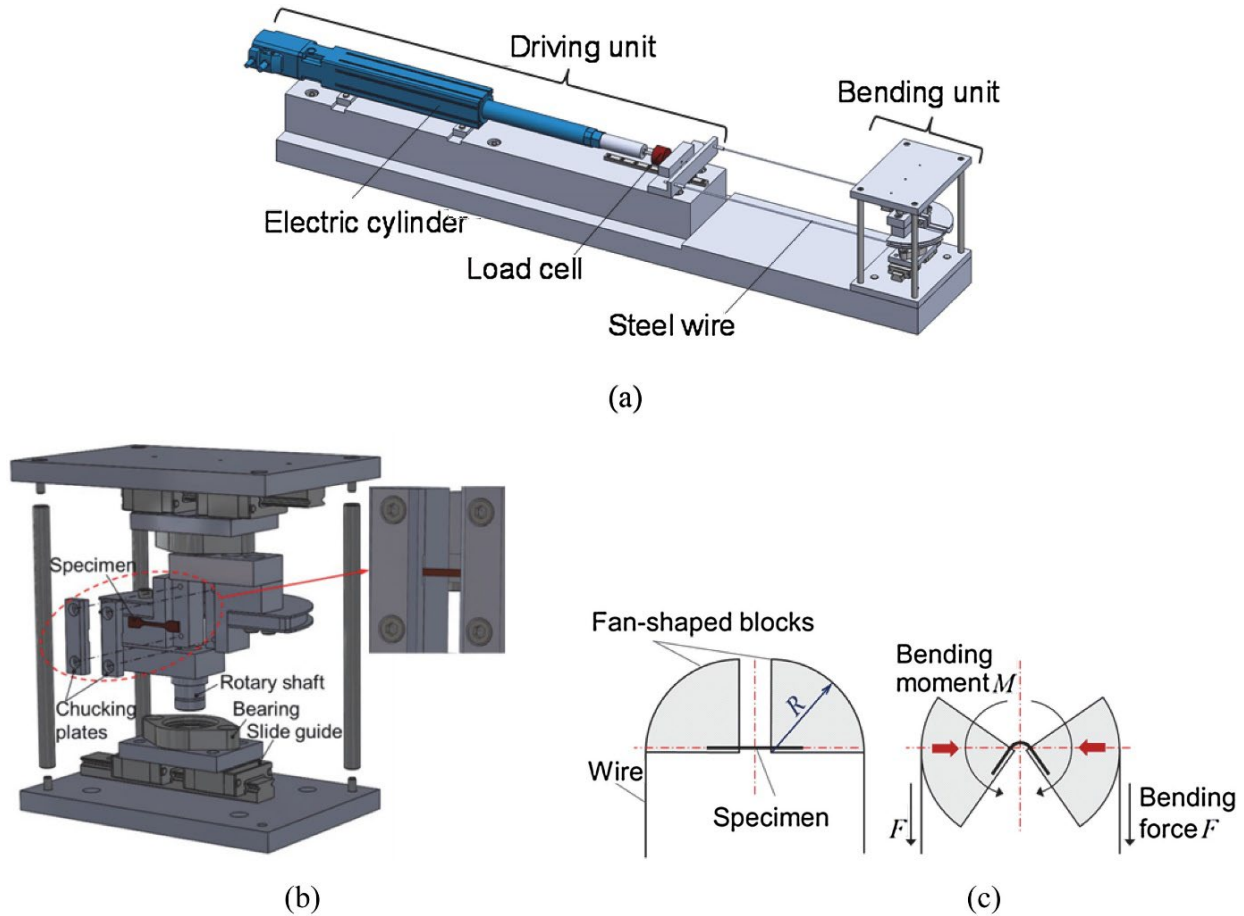 Driving unit
Bending unit
Electric cylinder
Load cell
Steel wire
(a)
Specimen
Rotary shaft
Chucking
plates
Bearing
Slide guide
(b)
Fan-shaped blocks
R
Wire
Specimen
Bending
moment M
F
Bending
force F
(c)